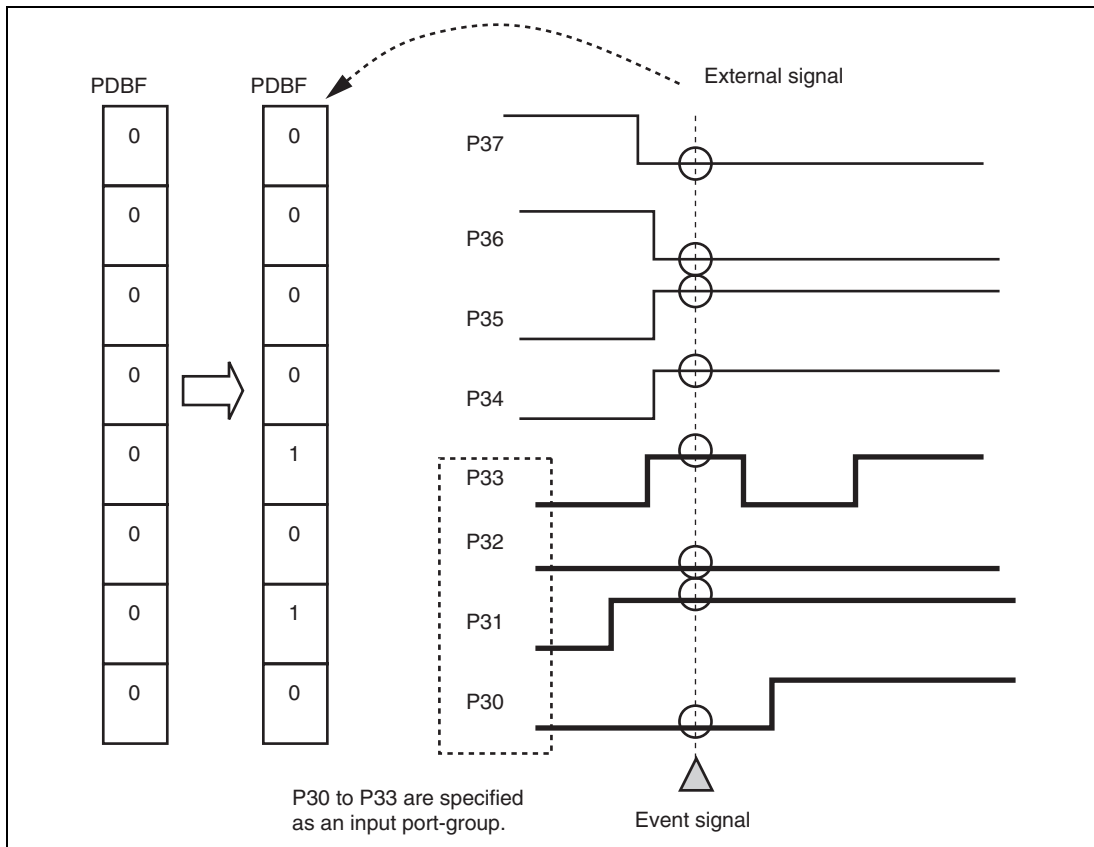 External signal
PDBF PDBF
0 0 P37
0 0 P36
0 0 P35
0 0 P34
0 1 P33
0 0 P32
0 1 P31
0 0 P30
P30 to P33 are specified
as an input port-group.
Event signal